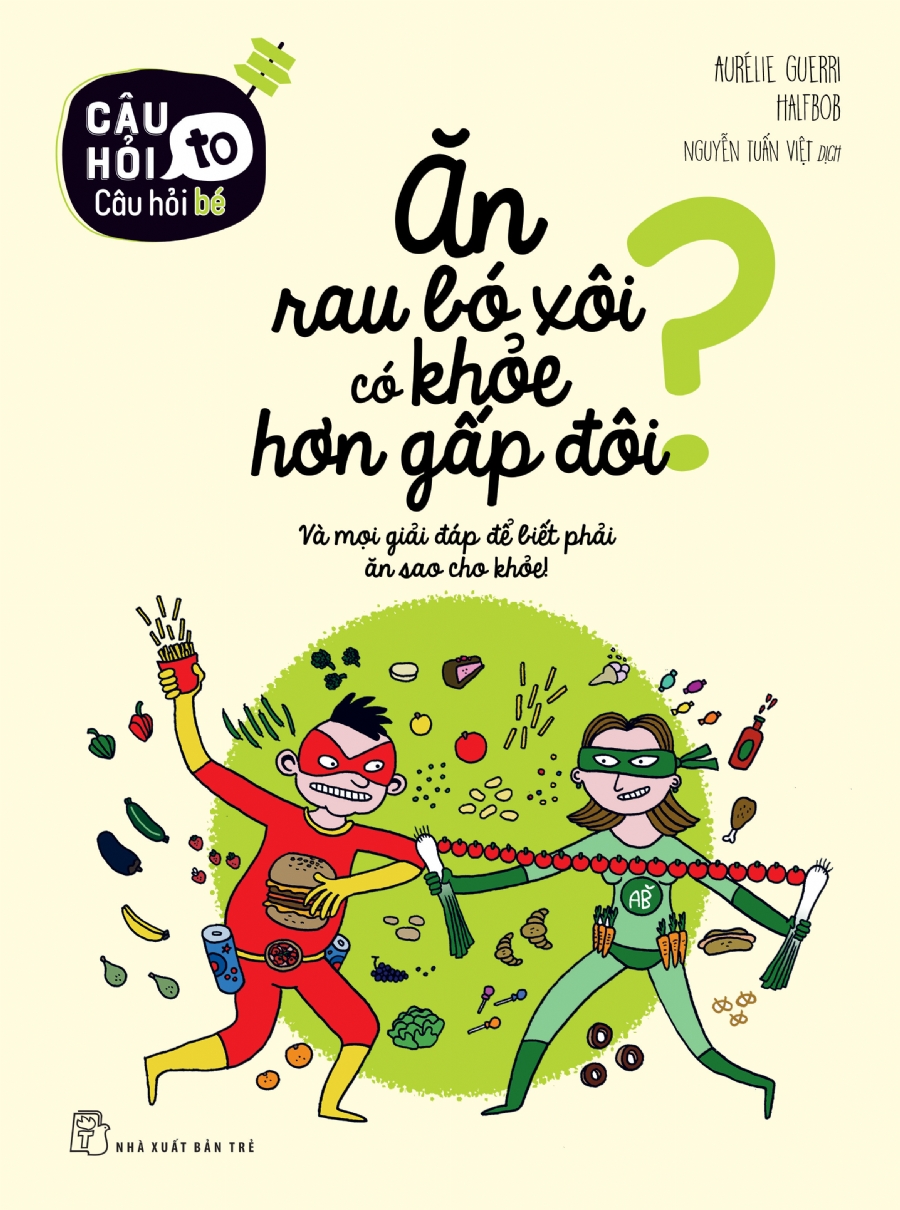 CÂU
HỎI to
Câu hỏi bé
AURÉLIE GUERRI
HALFBOB
NGUYỄN TUẤN VIỆT DỊCH
Ăn
rau bó xôi
có khỏe
hơn gấp đôi?
Và mọi giải đáp để biết phải
ăn sao cho khỏe!
AB
T
NHÀ XUẤT BẢN TRẺ